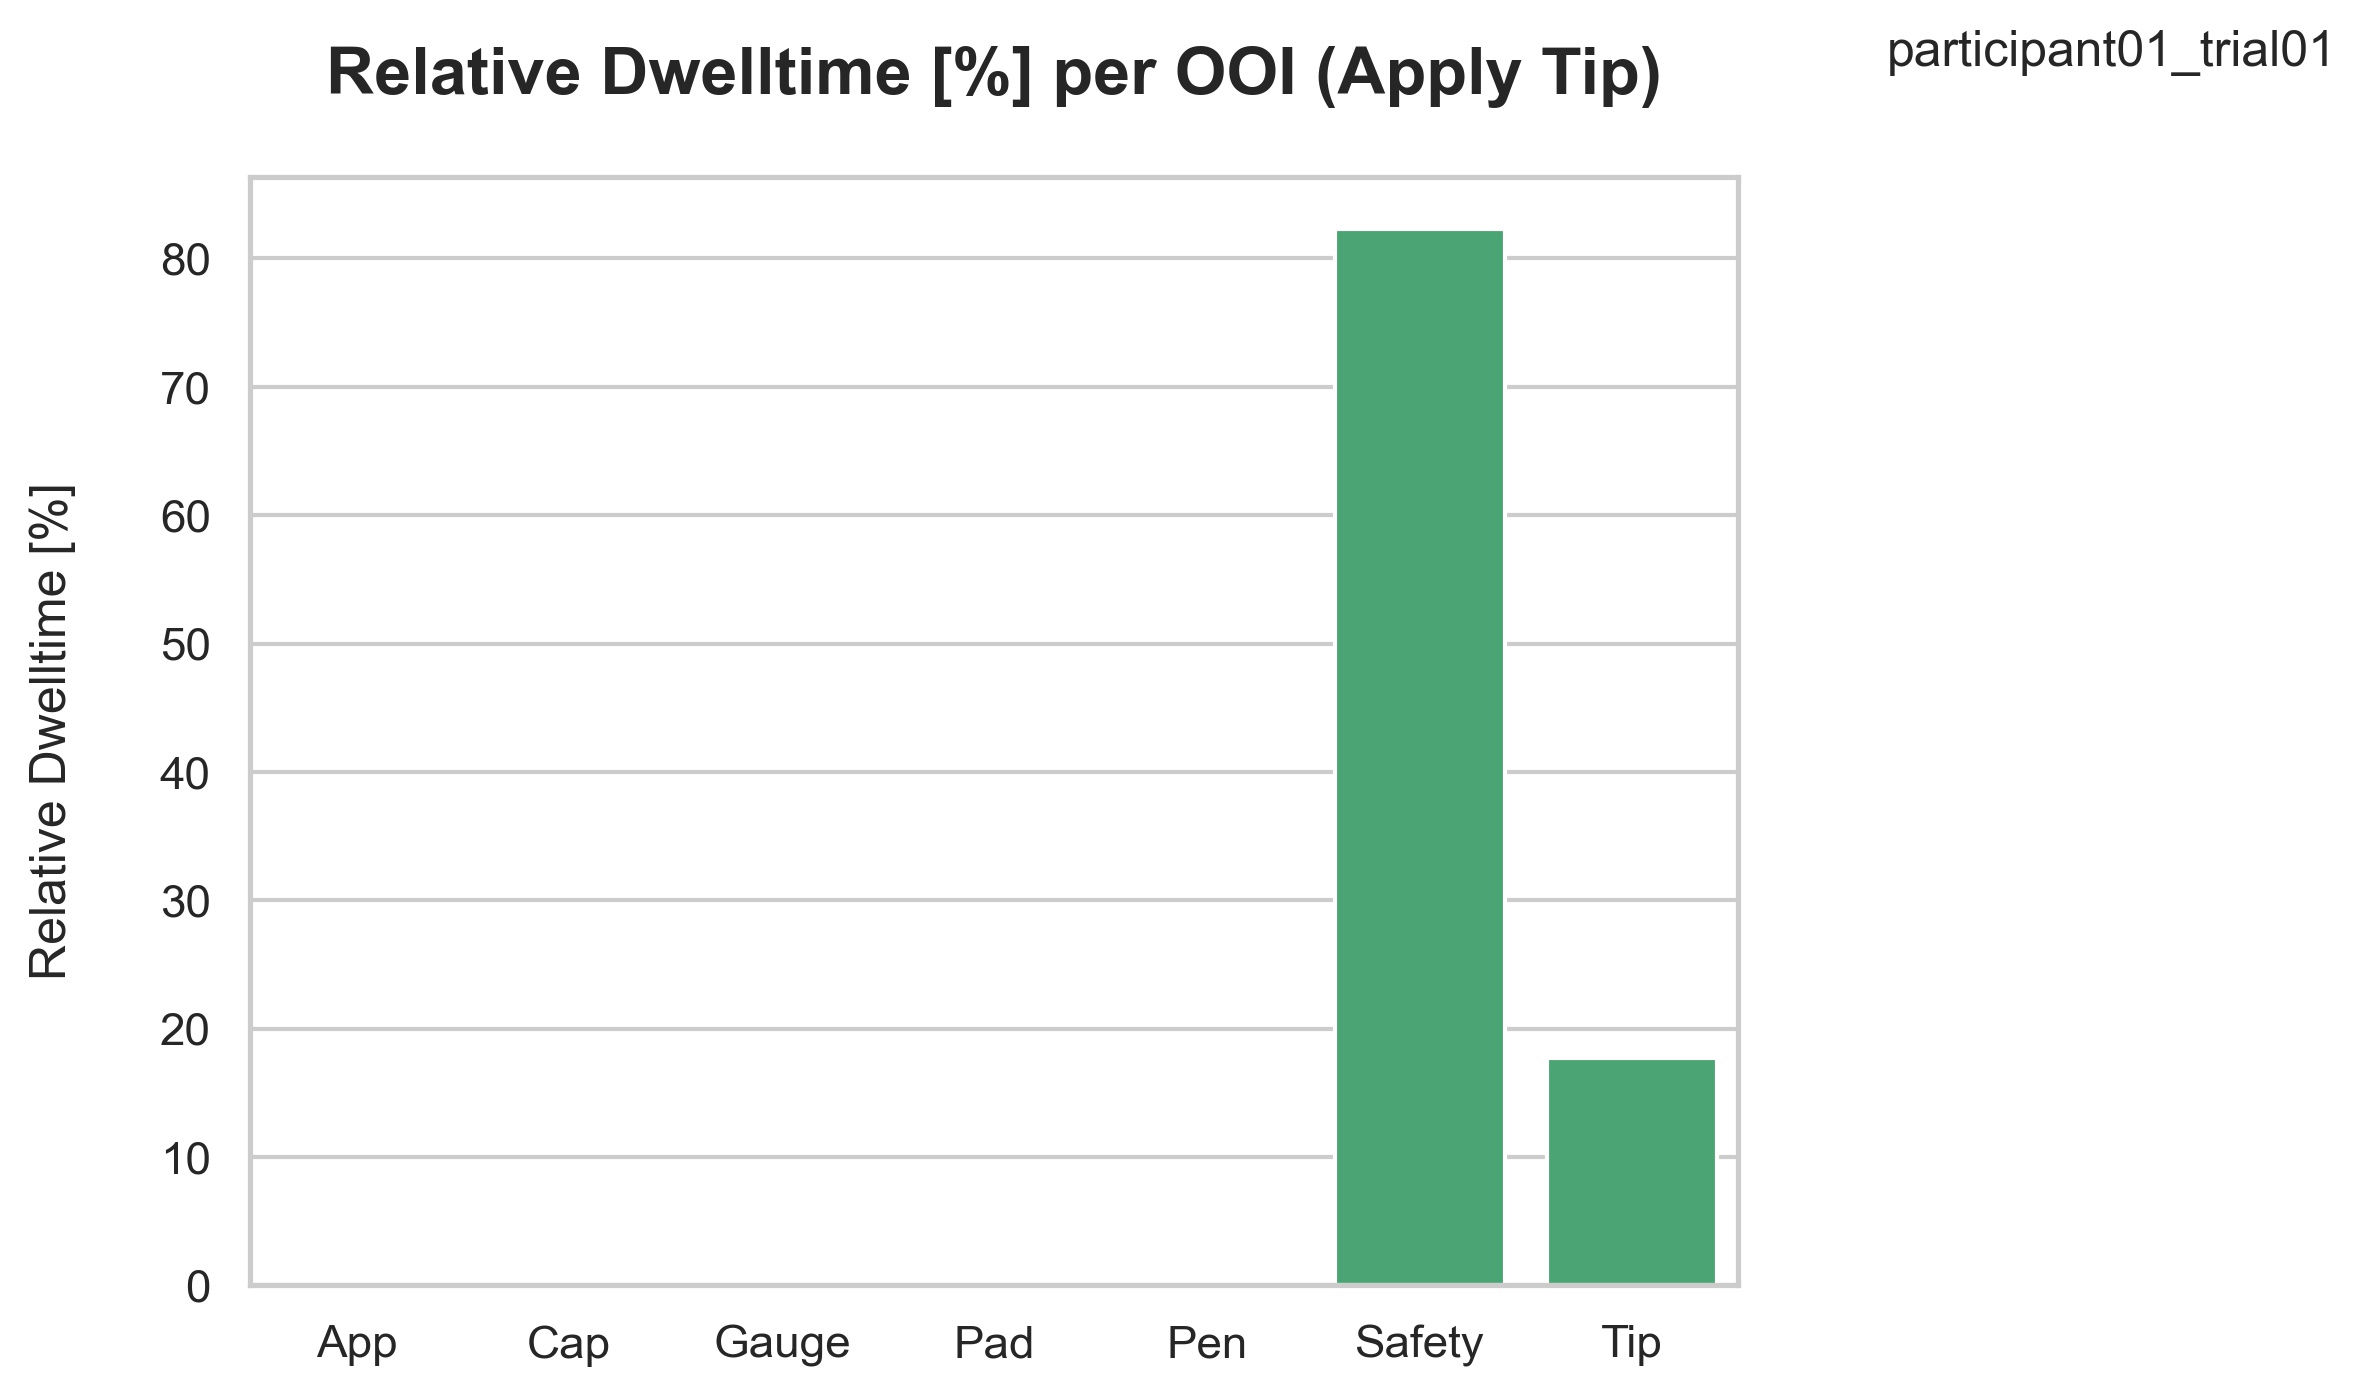 participant01_trial01
Relative Dwelltime [%] per OOI (Apply Tip)
Relative Dwelltime [%]
80
70
60
50
40
30
20
10
0
App Cap Gauge Pad Pen Safety Tip